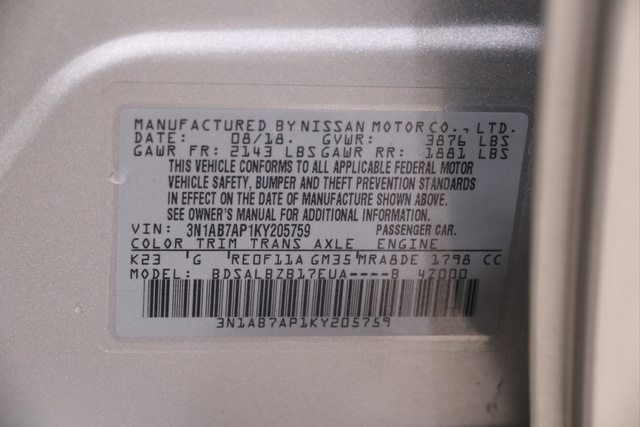 MANUFACTURED BY NISSAN MOTOR CO., LTD.
DATE: 08/18. GVWR: 3876 LBS
GAWR FR: 2143 LBS GAWR RR: 1881 LBS
THIS VEHICLE CONFORMS TO ALL APPLICABLE FEDERAL MOTOR
VEHICLE SAFETY, BUMPER AND THEFT PREVENTION STANDARDS
IN EFFECT ON THE DATE OF MANUFACTURE SHOWN ABOVE.
SEE OWNER'S MANUAL FOR ADDITIONAL INFORMATION.
VIN: 3N1AB7AP1KY205759 PASSENGER CAR.
COLOR TRIM TRANS AXLE ENGINE
K23 G RE0F11A GM35 MRA8DE 1798 CC
MODEL: BDSALBZB17EUA----B 4Z000
3N1AB7AP1KY205759